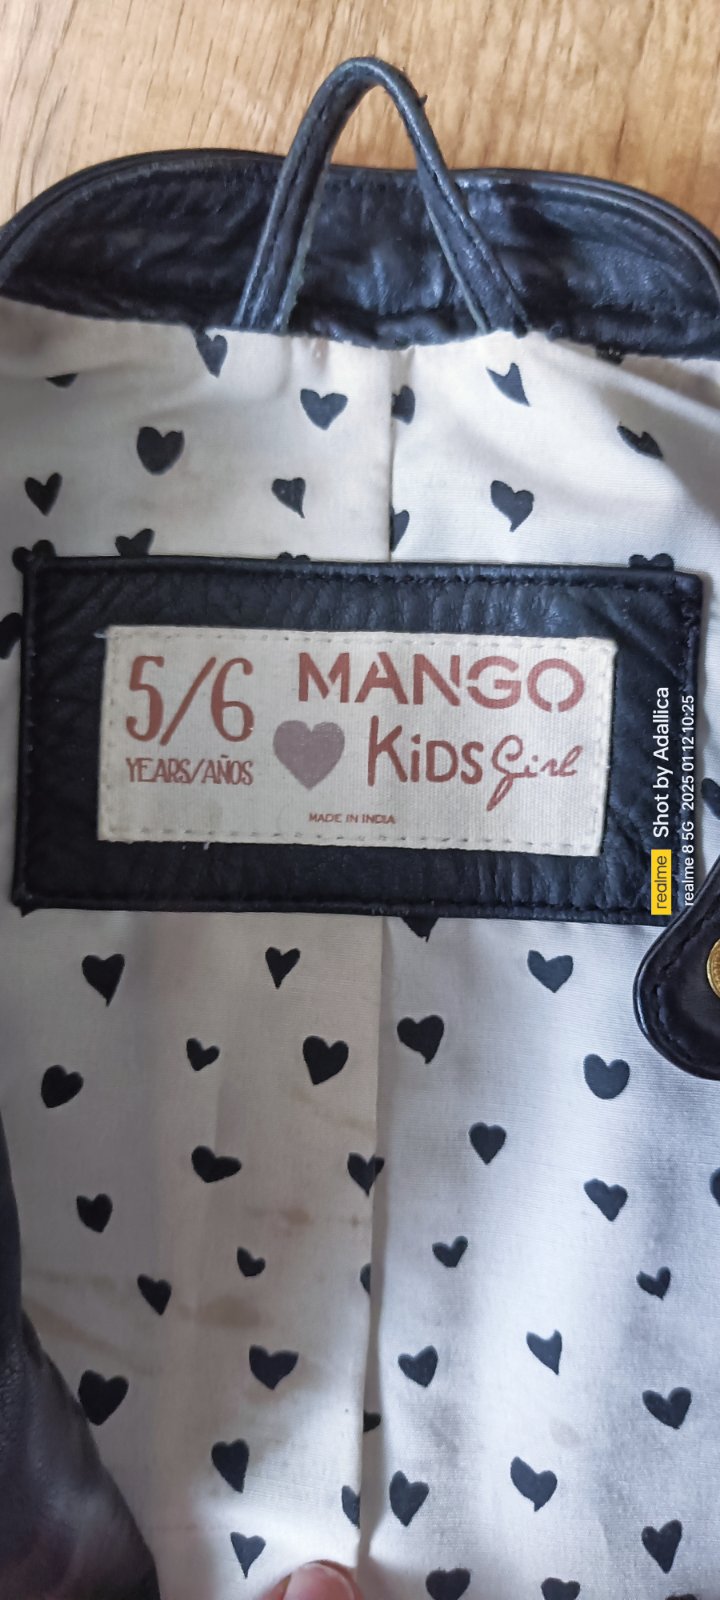 5/6
YEARS/AÑOS
MANGO
KiDS Girl
MADE IN INDIA
realme Shot by Adallica
realme 8 5G 2025 01 12 10:25